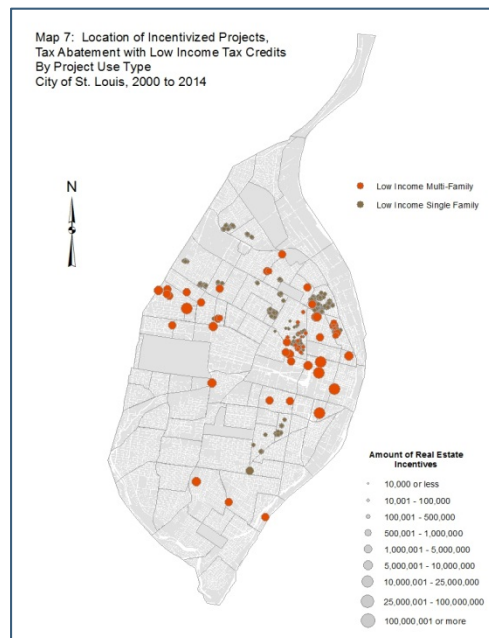 Map 7:  Location of Incentivized Projects,
Tax Abatement with Low Income Tax Credits
By Project Use Type
City of St. Louis, 2000 to 2014
N
Low Income Multi-Family
Low Income Single Family
Amount of Real Estate
Incentives
10,000 or less
10,001 - 100,000
100,001 - 500,000
500,001 - 1,000,000
1,000,001 - 5,000,000
5,000,001 - 10,000,000
10,000,001 - 25,000,000
25,000,001 - 100,000,000
100,000,001 or more